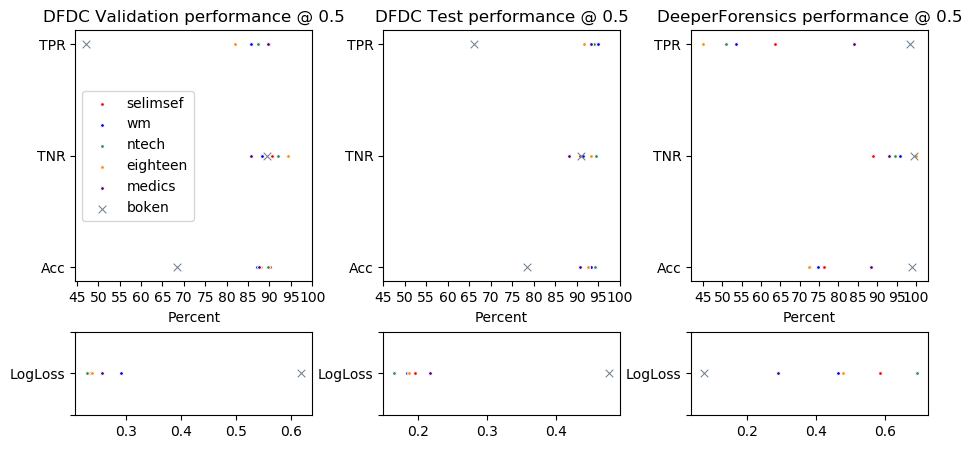 DFDC Validation performance @ 0.5
DFDC Test performance @ 0.5
DeeperForensics performance @ 0.5
TPR
TNR
Acc
selimsef
wm
ntech
eighteen
medics
boken
45 50 55 60 65 70 75 80 85 90 95 100
Percent
TPR
TNR
Acc
45 50 55 60 65 70 75 80 85 90 95 100
Percent
TPR
TNR
Acc
45 50 55 60 65 70 75 80 85 90 95 100
Percent
LogLoss
0.3 0.4 0.5 0.6
LogLoss
0.2 0.3 0.4
LogLoss
0.2 0.4 0.6